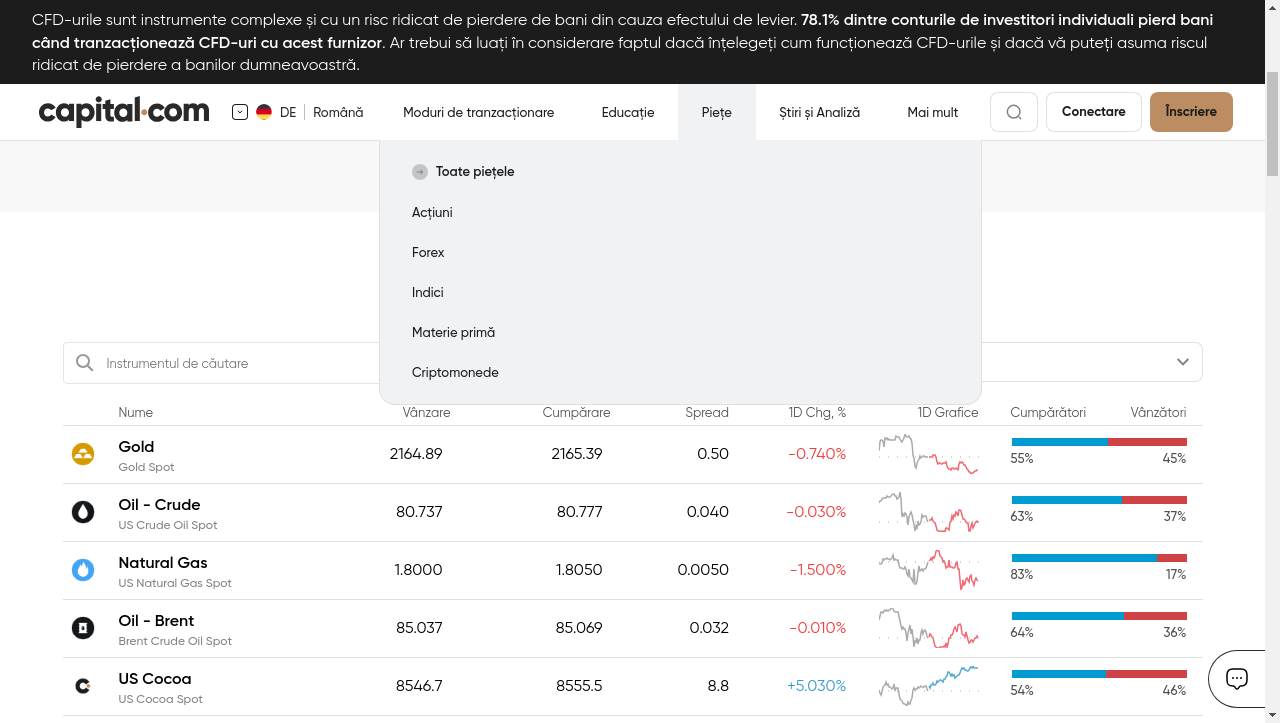 CFD-urile sunt instrumente complexe și cu un risc ridicat de pierdere de bani din cauza efectului de levier. 78.1% dintre conturile de investitori individuali pierd bani
când tranzacționează CFD-uri cu acest furnizor. Ar trebui să luați în considerare faptul dacă înțelegeți cum funcționează CFD-urile și dacă vă puteți asuma riscul
ridicat de pierdere a banilor dumneavoastră.
capital.com DE Română Moduri de tranzacționare Educație Piețe Știri și Analiză Mai mult Conectare Înscriere
Toate piețele
Acțiuni
Forex
Indici
Materie primă
Criptomonede
Instrumentul de căutare
Nume Vânzare Cumpărare Spread 1D Chg, % 1D Grafice Cumpărători Vânzători
Gold 2164.89 2165.39 0.50 -0.740% 55% 45%
Gold Spot
Oil - Crude 80.737 80.777 0.040 -0.030% 63% 37%
US Crude Oil Spot
Natural Gas 1.8000 1.8050 0.0050 -1.500% 83% 17%
US Natural Gas Spot
Oil - Brent 85.037 85.069 0.032 -0.010% 64% 36%
Brent Crude Oil Spot
US Cocoa 8546.7 8555.5 8.8 +5.030% 54% 46%
US Cocoa Spot